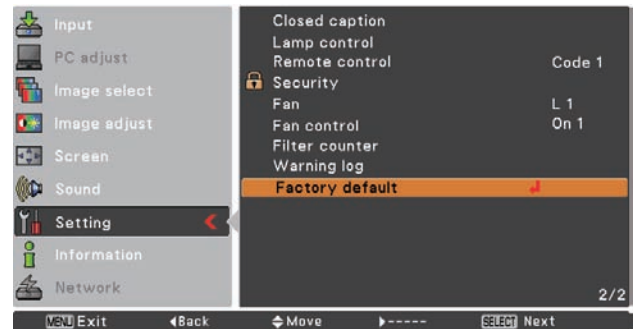 Input
PC adjust
Image select
Image adjust
Screen
Sound
Setting
Information
Network
Closed caption
Lamp control
Remote control Code 1
Security
Fan L 1
Fan control On 1
Filter counter
Warning log
Factory default
2/2
MENU Exit Back Move ----- SELECT Next